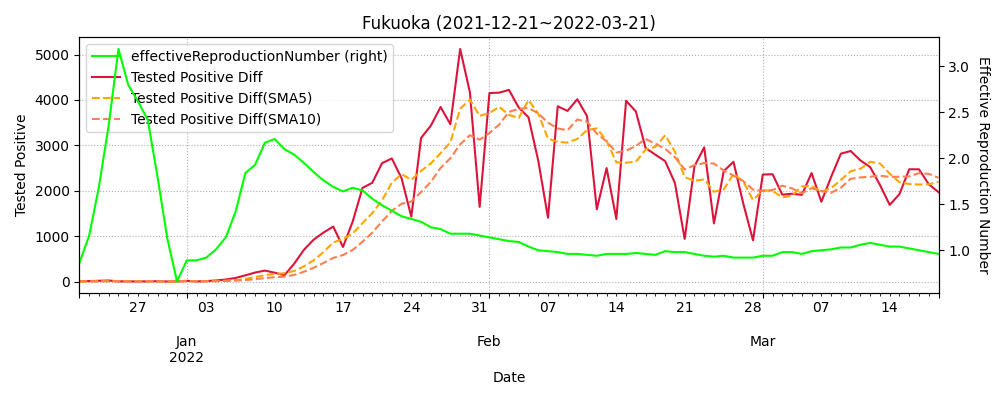 Fukuoka (2021-12-21~2022-03-21)
effectiveReproductionNumber (right)
Tested Positive Diff
Tested Positive Diff(SMA5)
Tested Positive Diff(SMA10)
Tested Positive
5000
4000
3000
2000
1000
0
3.0
2.5
2.0
1.5
1.0
Effective Reproduction Number
27 03 10 17 24 31 07 14 21 28 07 14
Jan Feb Mar
2022
Date